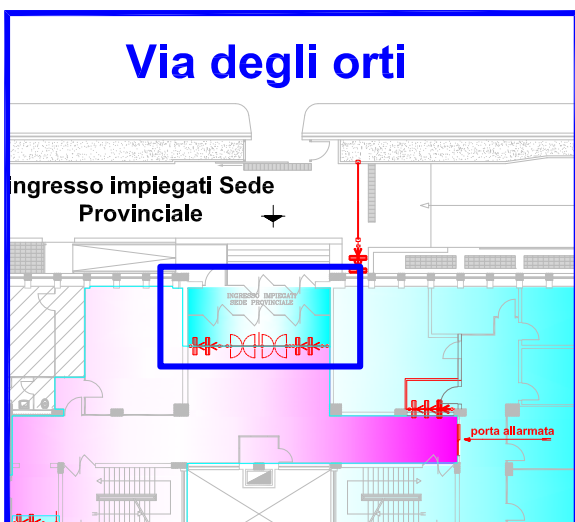 Via degli orti
ingresso impiegati Sede
Provinciale
INGRESSO IMPIEGATI
SEDE PROVINCIALE
porta allarmata